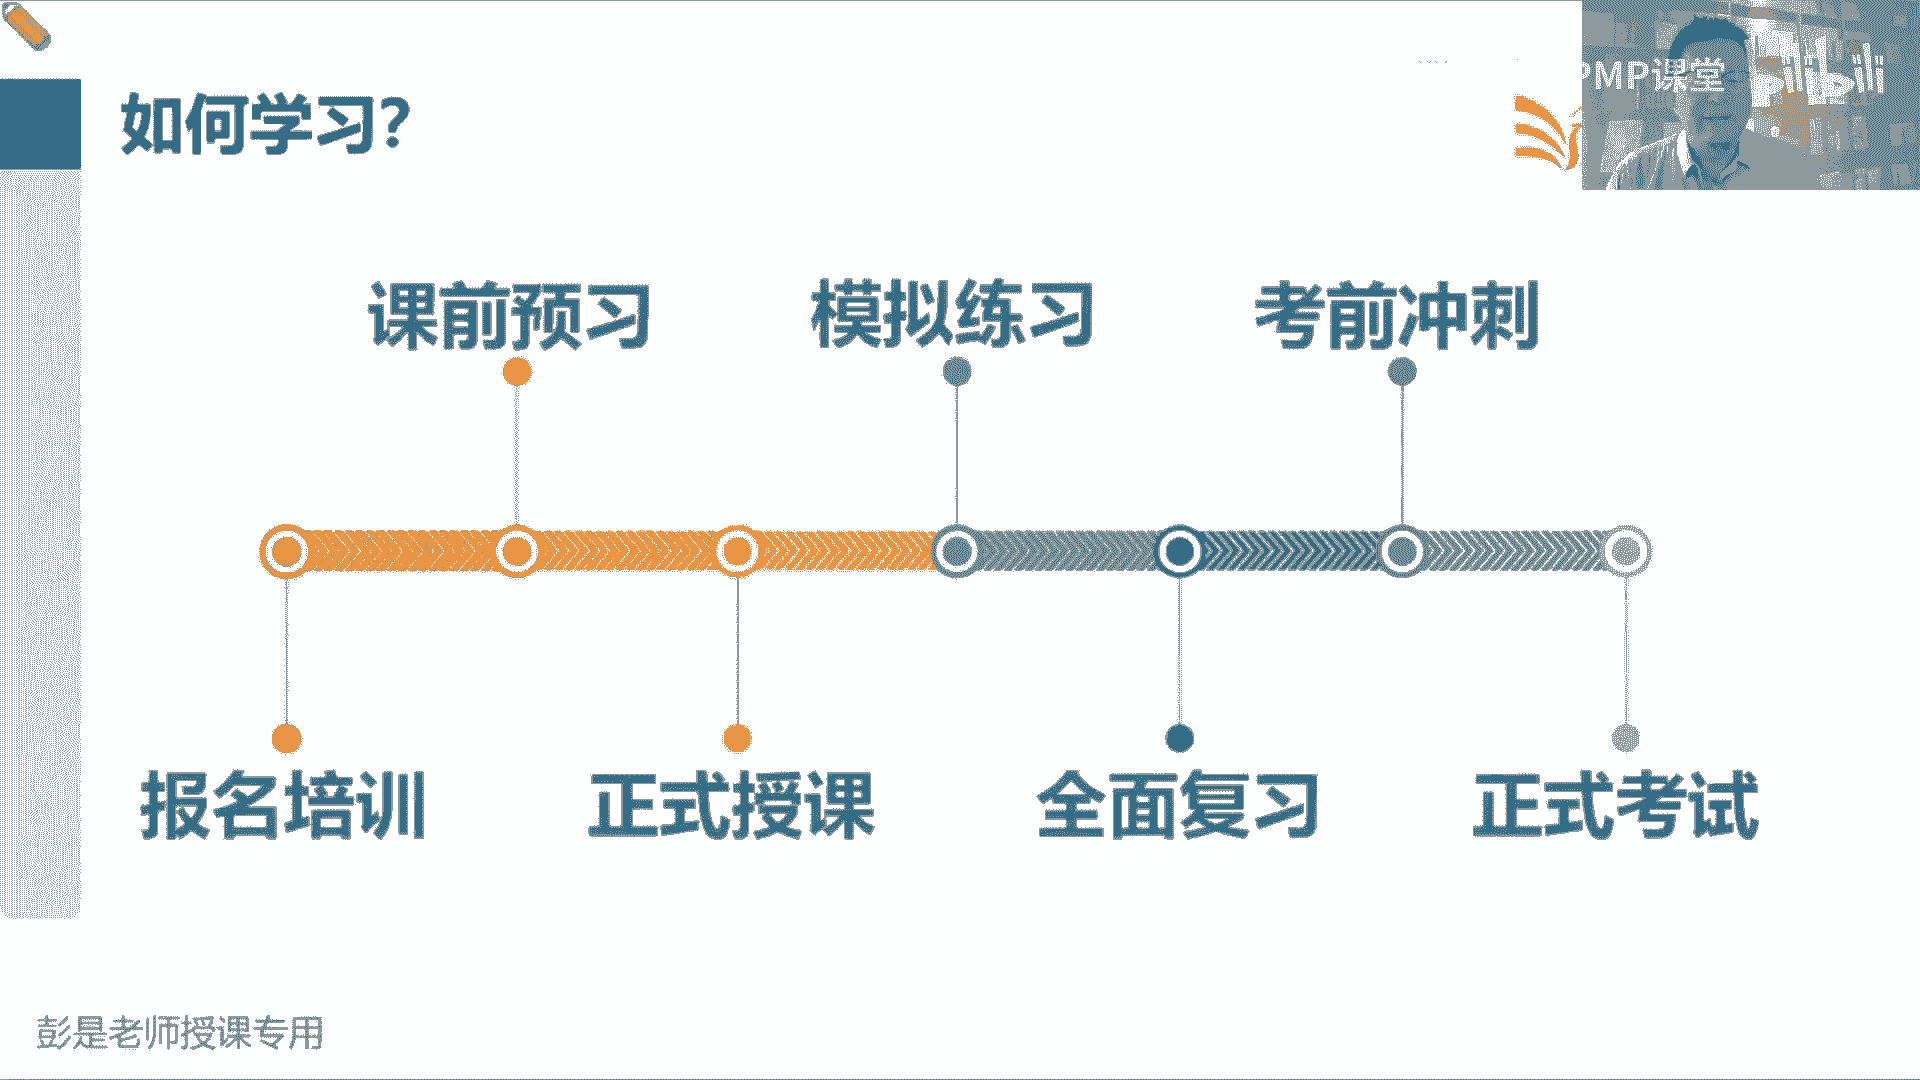 如何学习?
PMP课堂
bilibili
课前预习
模拟练习
考前冲刺
报名培训
正式授课
全面复习
正式考试
彭是老师授课专用